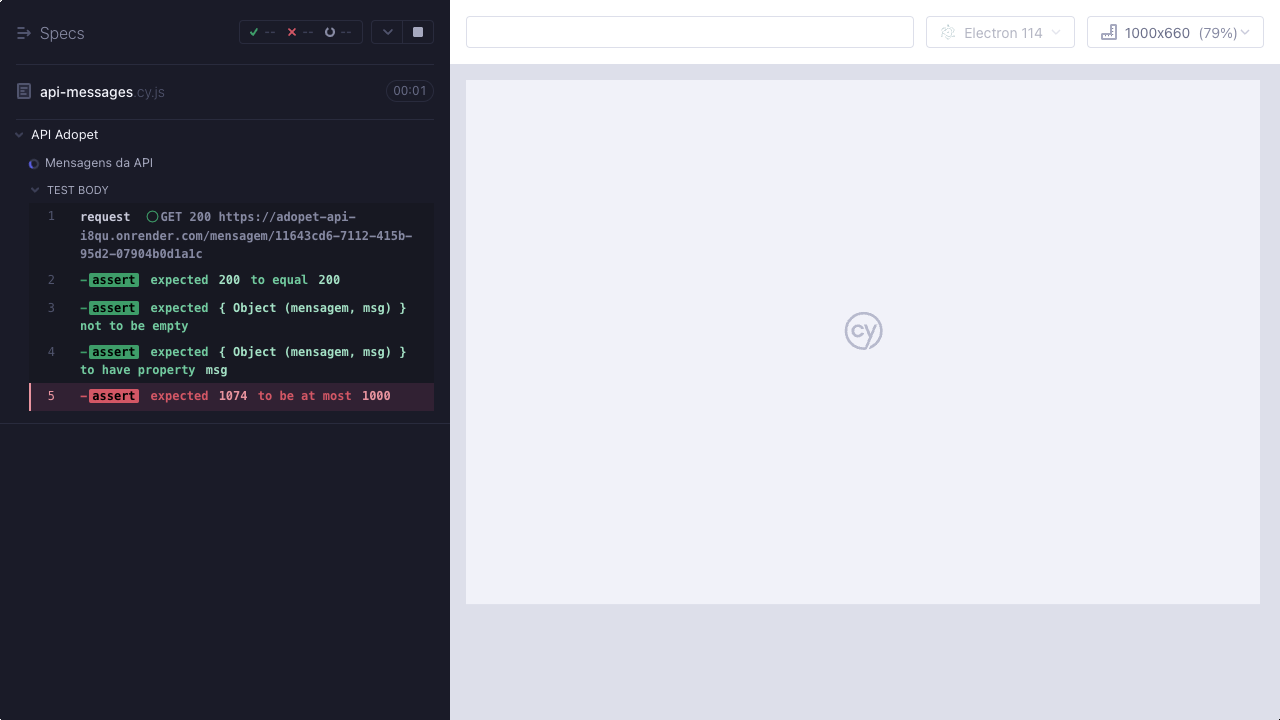 Specs
-- -- --
api-messages.cy.js 00:01
API Adopet
Mensagens da API
TEST BODY
1 request GET 200 https://adopet-api-
i8qu.onrender.com/mensagem/11643cd6-7112-415b-
95d2-07904b0d1a1c
2 -assert expected 200 to equal 200
3 -assert expected { Object (mensagem, msg) }
not to be empty
4 -assert expected { Object (mensagem, msg) }
to have property msg
5 -assert expected 1074 to be at most 1000
Electron 114
1000x660 (79%)
cy